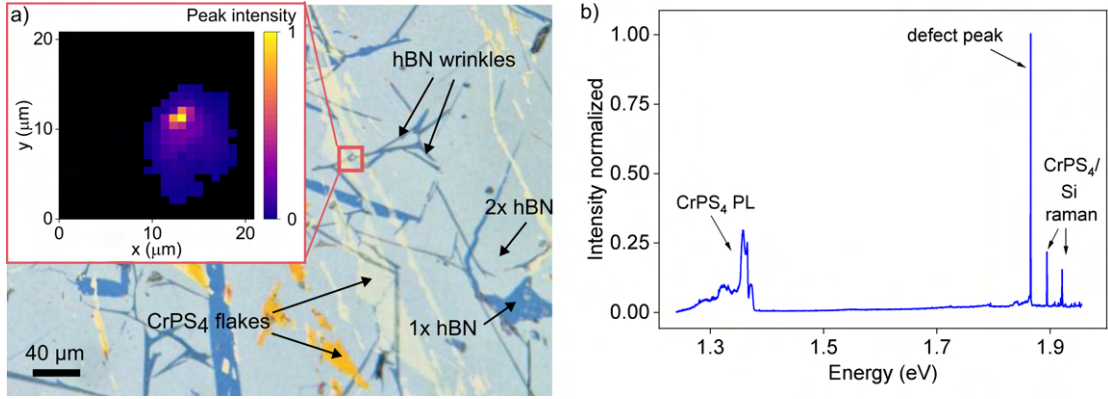 a)
Peak intensity
1
0
20
10
0
y (μm)
0
10
20
x (μm)
hBN wrinkles
2x hBN
1x hBN
CrPS4 flakes
40 μm
b)
Intensity normalized
1.00
0.75
0.50
0.25
0.00
defect peak
CrPS4/
Si
raman
CrPS4 PL
1.3
1.5
1.7
1.9
Energy (eV)